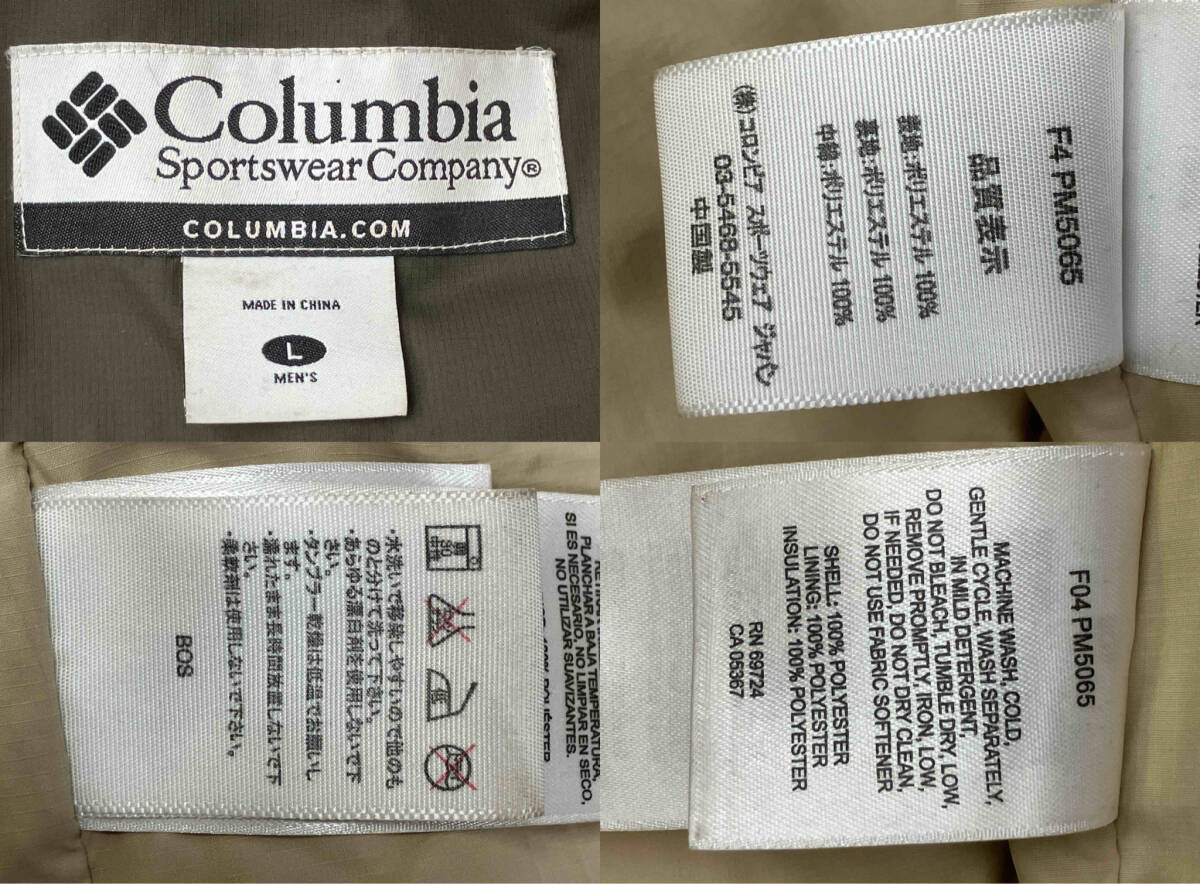 Columbia
Sportswear Company®
COLUMBIA.COM
MADE IN CHINA
L
MEN'S
F4 PM5065
品質表示
表地:ポリエステル 100%
裏地:ポリエステル 100%
中綿:ポリエステル 100%
(株)コロンビア スポーツウェア ジャパン
03-5468-5545
中国製
・水洗いで移染しやすいので他のも
のと分けて洗って下さい。
・あらゆる漂白剤を使用しないで下
さい。
・タンブラー乾燥は低温でお願いし
ます。
・濡れたまま長時間放置しないで下
さい。
・柔軟剤は使用しないで下さい。
BOS
PLANCHAR A BAJA TEMPERATURA,
SI ES NECESARIO, NO LIMPIAR EN SECO,
NO UTILIZAR SUAVIZANTES.
F04 PM5065
MACHINE WASH, COLD,
GENTLE CYCLE, WASH SEPARATELY,
IN MILD DETERGENT,
DO NOT BLEACH, TUMBLE DRY, LOW,
REMOVE PROMPTLY, IRON, LOW,
IF NEEDED, DO NOT DRY CLEAN,
DO NOT USE FABRIC SOFTENER
SHELL: 100% POLYESTER
LINING: 100% POLYESTER
INSULATION: 100% POLYESTER
RN 69724
CA 05367